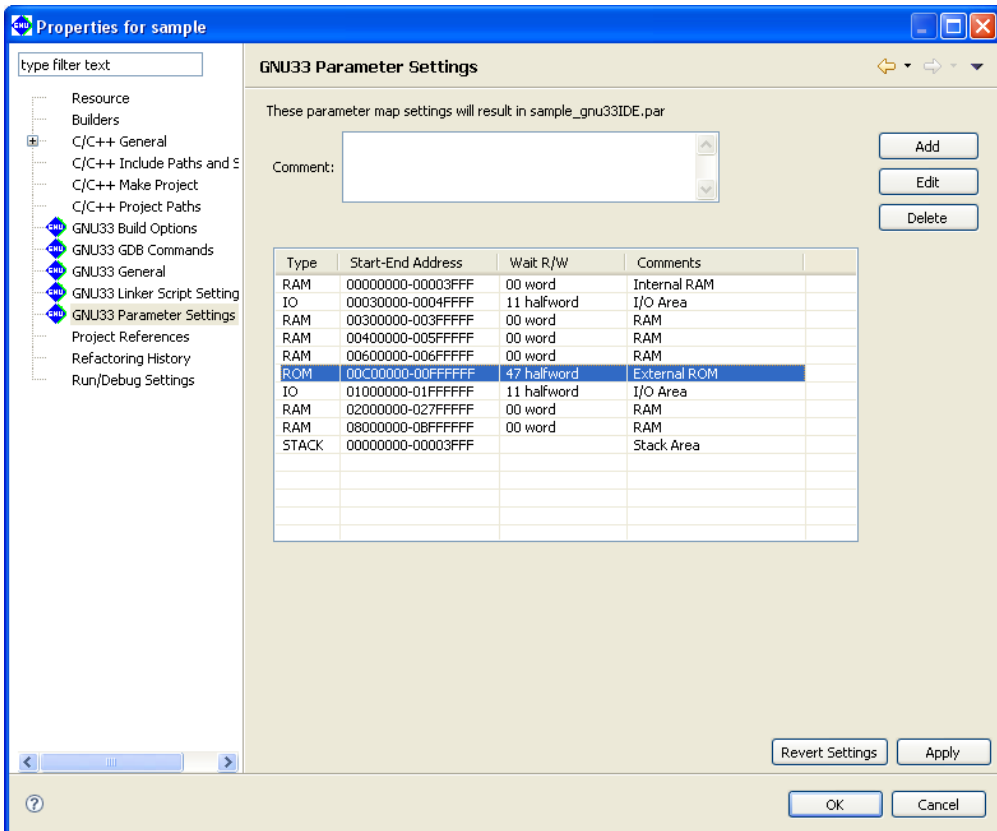 Properties for sample
type filter text
Resource
Builders
C/C++ General
C/C++ Include Paths and S
C/C++ Make Project
C/C++ Project Paths
GNU33 Build Options
GNU33 GDB Commands
GNU33 General
GNU33 Linker Script Setting
GNU33 Parameter Settings
Project References
Refactoring History
Run/Debug Settings
GNU33 Parameter Settings
These parameter map settings will result in sample_gnu33IDE.par
Comment:
Add
Edit
Delete
Type Start-End Address Wait R/W Comments
RAM 00000000-00003FFF 00 word Internal RAM
IO 00030000-0004FFFF 11 halfword I/O Area
RAM 00300000-003FFFFF 00 word RAM
RAM 00400000-005FFFFF 00 word RAM
RAM 00600000-006FFFFF 00 word RAM
ROM 00C00000-00FFFFFF 47 halfword External ROM
IO 01000000-01FFFFFF 11 halfword I/O Area
RAM 02000000-027FFFFF 00 word RAM
RAM 08000000-0BFFFFFF 00 word RAM
STACK 00000000-00003FFF Stack Area
Revert Settings Apply
OK Cancel